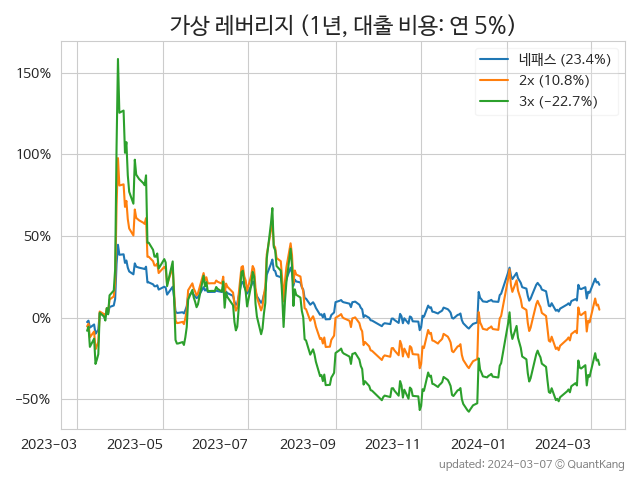 가상 레버리지 (1년, 대출 비용: 연 5%)
네패스 (23.4%)
2x (10.8%)
3x (−22.7%)
150%
100%
50%
0%
−50%
2023−03 2023−05 2023−07 2023−09 2023−11 2024−01 2024−03
updated: 2024−03−07 © QuantKang